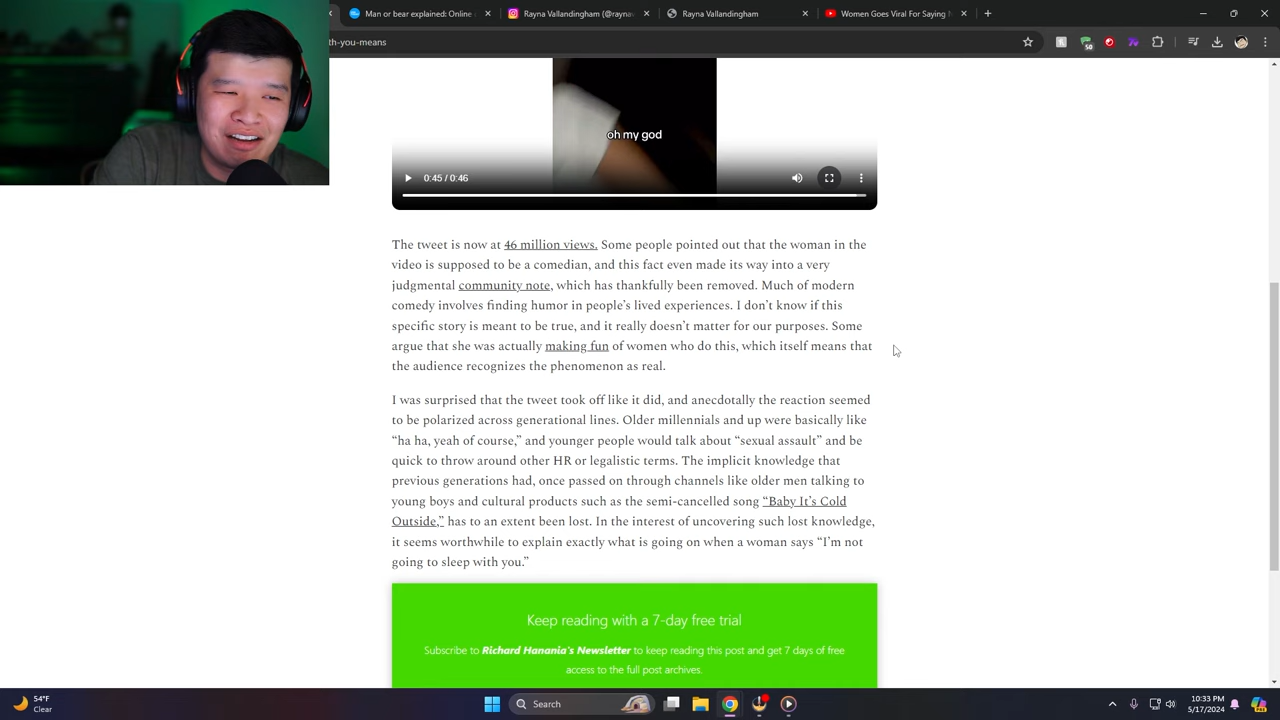 Man or bear explained: Online
Rayna Vallandingham (@rayna
Rayna Vallandingham
Women Goes Viral For Saying
th-you-means
50
oh my god
0:45 / 0:46
The tweet is now at 46 million views. Some people pointed out that the woman in the
video is supposed to be a comedian, and this fact even made its way into a very
judgmental community note, which has thankfully been removed. Much of modern
comedy involves finding humor in people's lived experiences. I don't know if this
specific story is meant to be true, and it really doesn't matter for our purposes. Some
argue that she was actually making fun of women who do this, which itself means that
the audience recognizes the phenomenon as real.
I was surprised that the tweet took off like it did, and anecdotally the reaction seemed
to be polarized across generational lines. Older millennials and up were basically like
“ha ha, yeah of course,” and younger people would talk about “sexual assault” and be
quick to throw around other HR or legalistic terms. The implicit knowledge that
previous generations had, once passed on through channels like older men talking to
young boys and cultural products such as the semi-cancelled song “Baby It's Cold
Outside,” has to an extent been lost. In the interest of uncovering such lost knowledge,
it seems worthwhile to explain exactly what is going on when a woman says “I'm not
going to sleep with you.”
Keep reading with a 7-day free trial
Subscribe to Richard Hanania's Newsletter to keep reading this post and get 7 days of free
access to the full post archives.
54°F
Clear
Search
10:33 PM
5/17/2024